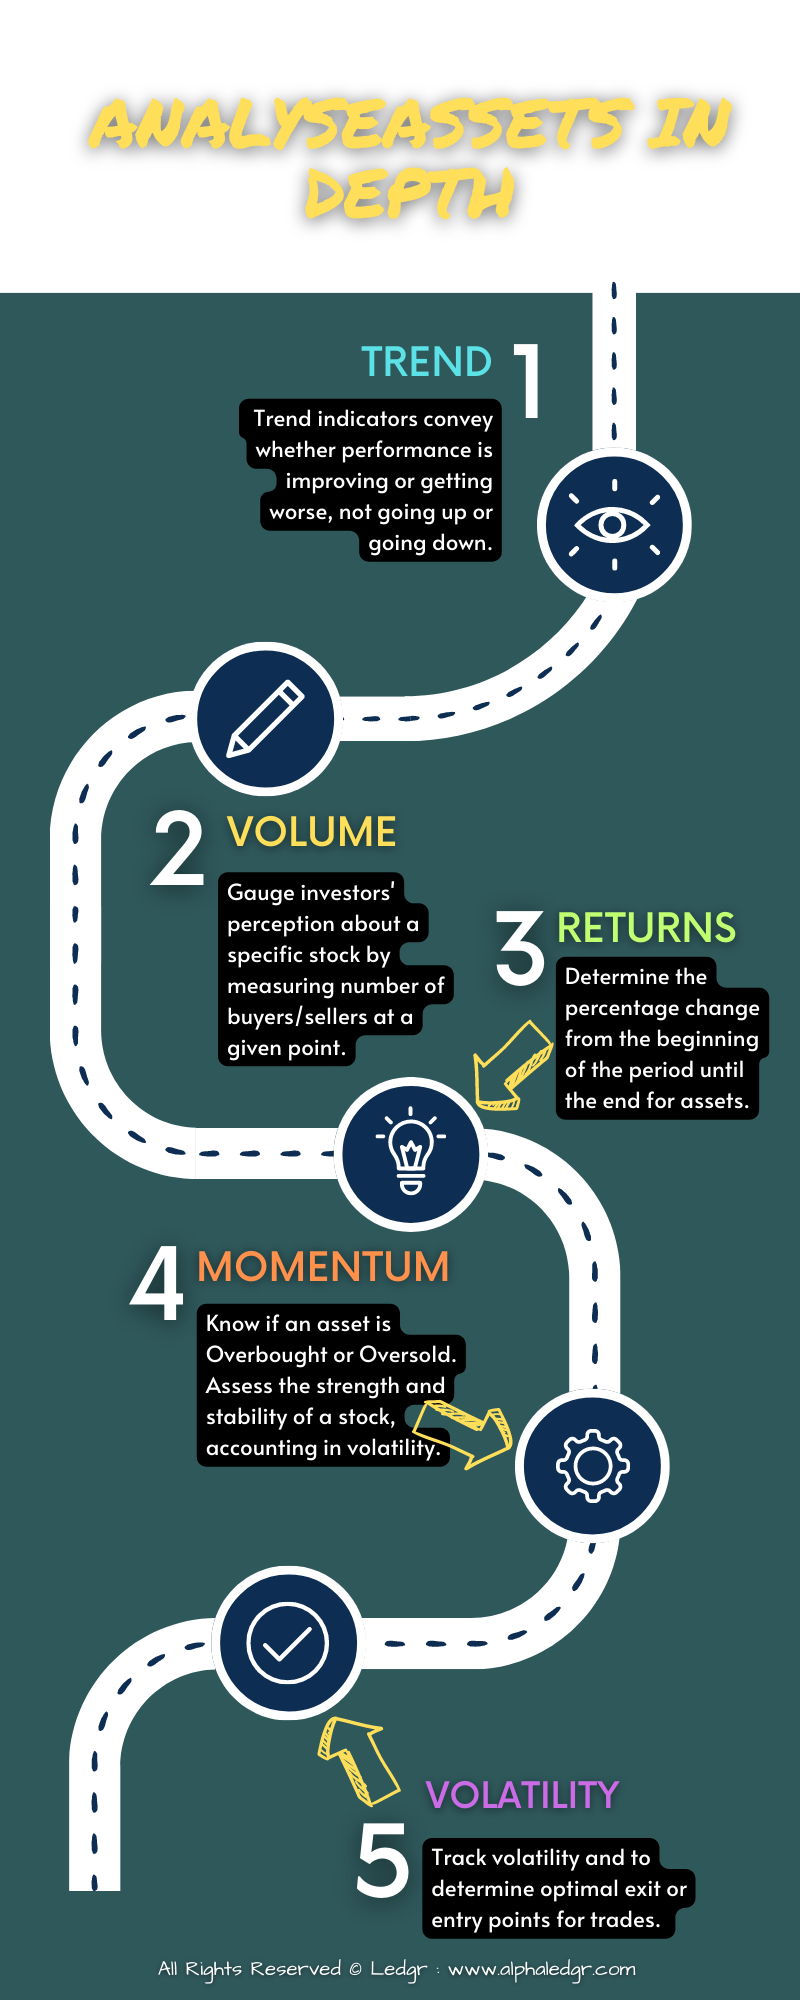 ANALYSEASSETS IN
DEPTH
TREND
1
Trend indicators convey
whether performance is
improving or getting
worse, not going up or
going down.
2
VOLUME
Gauge investors'
perception about a
specific stock by
measuring number of
buyers/sellers at a
given point.
3
RETURNS
Determine the
percentage change
from the beginning
of the period until
the end for assets.
4
MOMENTUM
Know if an asset is
Overbought or Oversold.
Assess the strength and
stability of a stock,
accounting in volatility.
VOLATILITY
5
Track volatility and to
determine optimal exit or
entry points for trades.
All Rights Reserved © Ledgr : www.alphaledgr.com